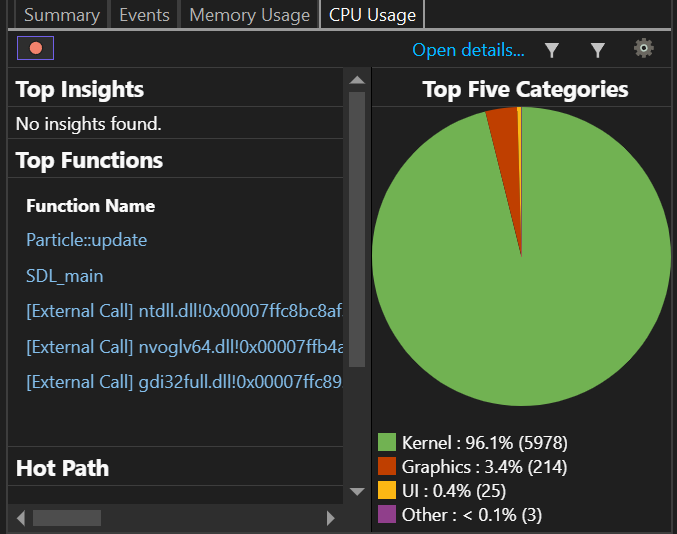 Summary Events Memory Usage CPU Usage
Open details...
Top Insights
No insights found.
Top Functions
Function Name
Particle::update
SDL_main
[External Call] ntdll.dll!0x00007ffc8bc8af
[External Call] nvoglv64.dll!0x00007ffb4a
[External Call] gdi32full.dll!0x00007ffc89
Hot Path
Top Five Categories
Kernel : 96.1% (5978)
Graphics : 3.4% (214)
UI : 0.4% (25)
Other : < 0.1% (3)